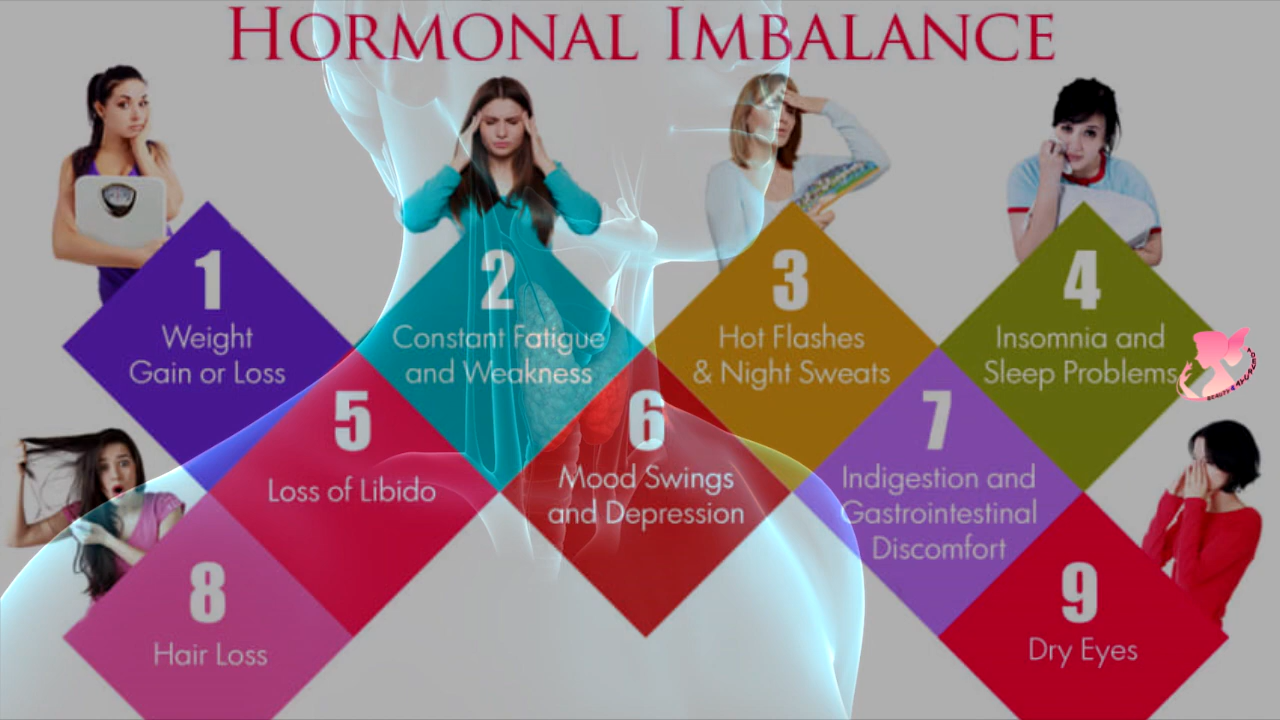 HORMONAL IMBALANCE
1
Weight
Gain or Loss
2
Constant Fatigue
and Weakness
3
Hot Flashes
& Night Sweats
4
Insomnia and
Sleep Problems
5
Loss of Libido
6
Mood Swings
and Depression
7
Indigestion and
Gastrointestinal
Discomfort
8
Hair Loss
9
Dry Eyes